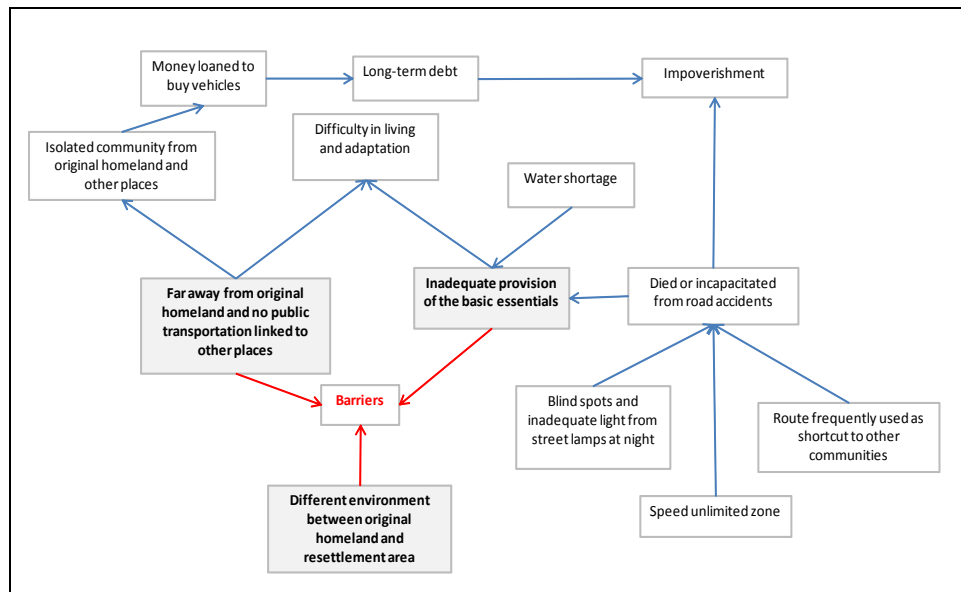 Money loaned to
buy vehicles
Long-term debt
Impoverishment
Isolated community from
original homeland and
other places
Difficulty in living
and adaptation
Water shortage
Far away from original
homeland and no public
transportation linked to
other places
Inadequate provision
of the basic essentials
Died or incapacitated
from road accidents
Barriers
Blind spots and
inadequate light from
street lamps at night
Route frequently used as
shortcut to other
communities
Different environment
between original
homeland and
resettlement area
Speed unlimited zone